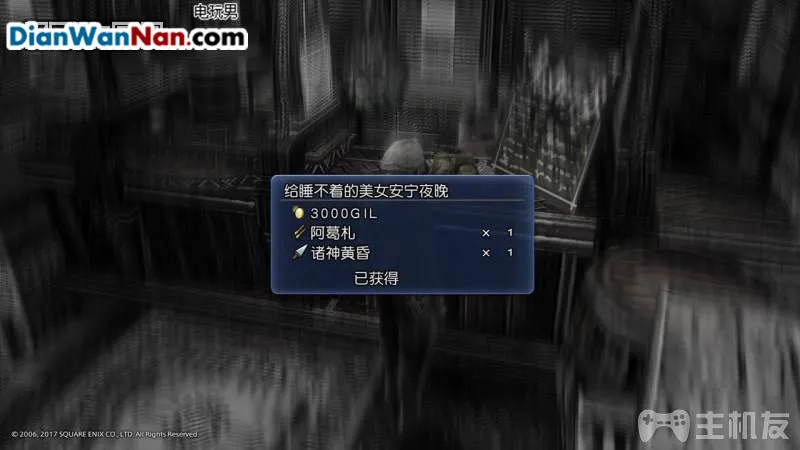 电玩男
DianWanNan.com
给睡不着的美女安宁夜晚
3000GIL
阿葛札 × 1
诸神黄昏 × 1
已获得
© 2006, 2017 SQUARE ENIX CO., LTD. All Rights Reserved.
主机友